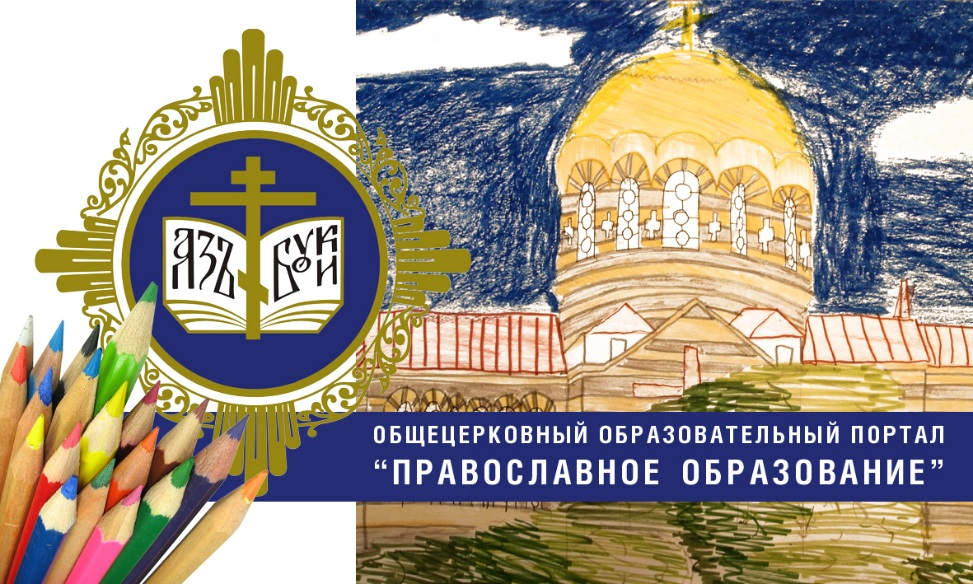 АЗЪ
БУКИ
ОБЩЕЦЕРКОВНЫЙ ОБРАЗОВАТЕЛЬНЫЙ ПОРТАЛ
“ПРАВОСЛАВНОЕ ОБРАЗОВАНИЕ”